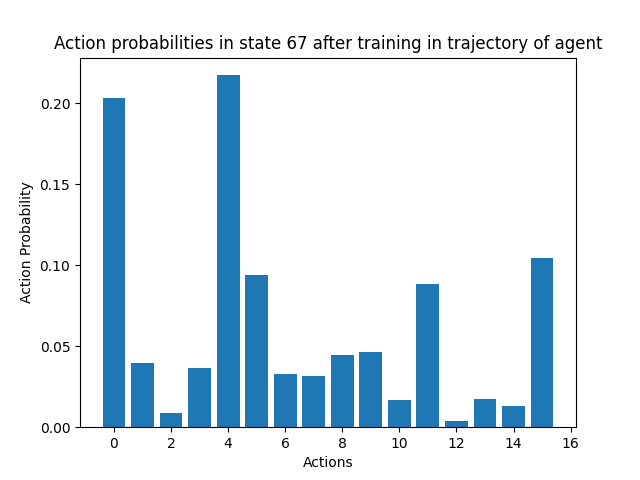 Action probabilities in state 67 after training in trajectory of agent
0.20
0.15
0.10
0.05
0.00
Action Probability
0 2 4 6 8 10 12 14 16
Actions